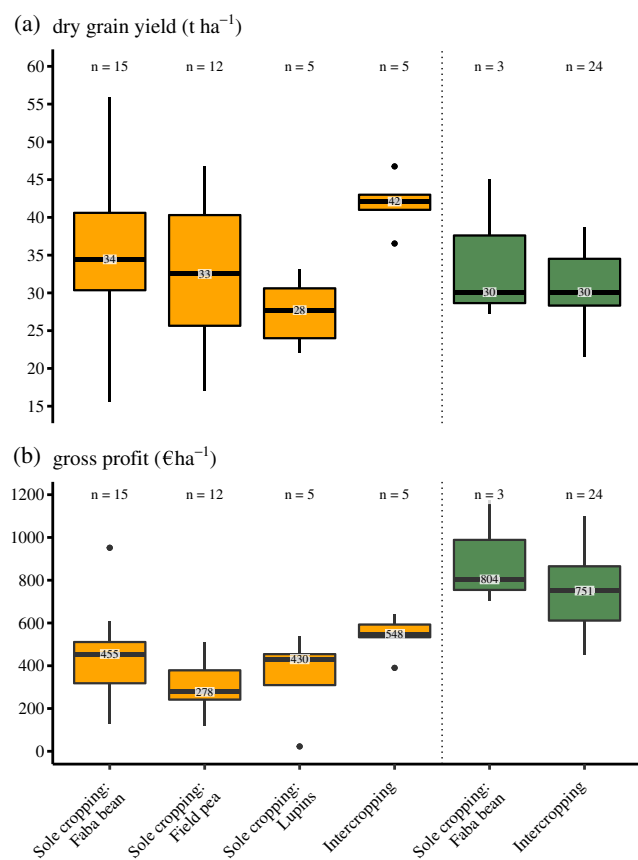 (a) dry grain yield (t ha⁻¹)
60
55
50
45
40
35
30
25
20
15
n = 15 n = 12 n = 5 n = 5 n = 3 n = 24
34 33 28 42 30 30
(b) gross profit (€ha⁻¹)
1200
1000
800
600
400
200
0
n = 15 n = 12 n = 5 n = 5 n = 3 n = 24
455 278 430 548 804 751
Sole cropping:
Faba bean
Sole cropping:
Field pea
Sole cropping:
Lupins
Intercropping
Sole cropping:
Faba bean
Intercropping